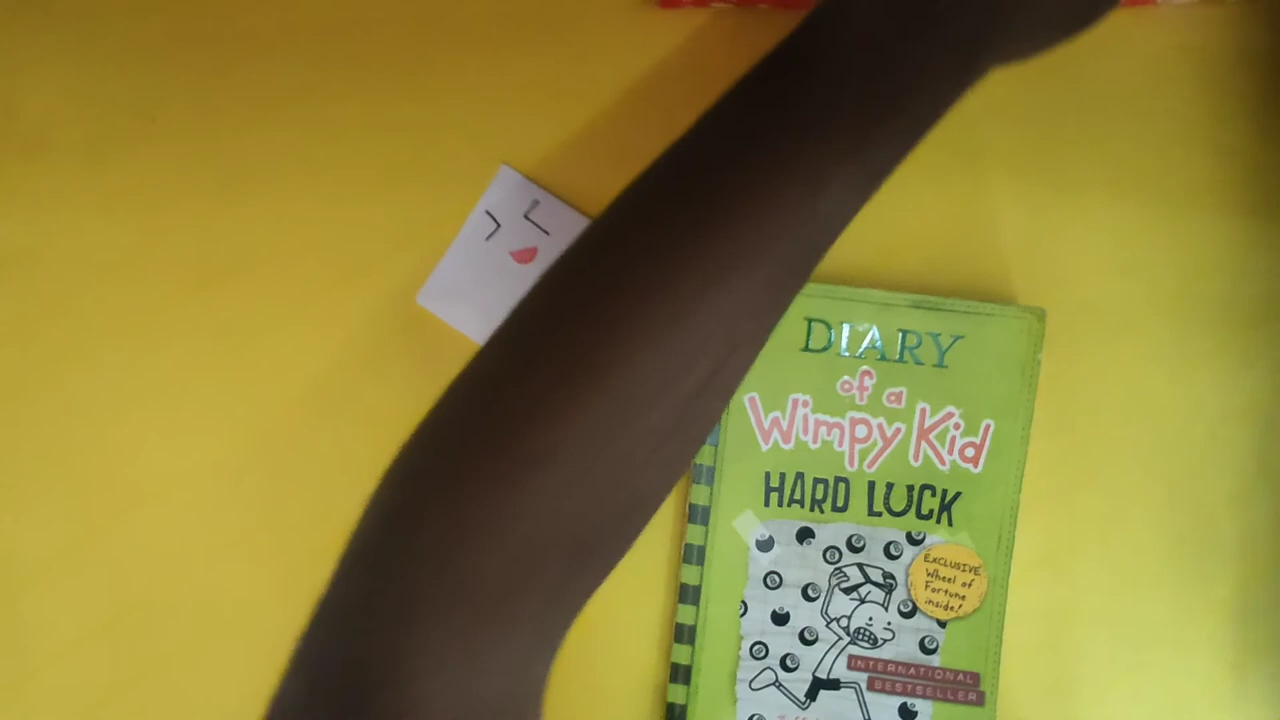 DIARY
of a
Wimpy Kid
HARD LUCK
EXCLUSIVE
Wheel of
Fortune
inside!
INTERNATIONAL
BESTSELLER